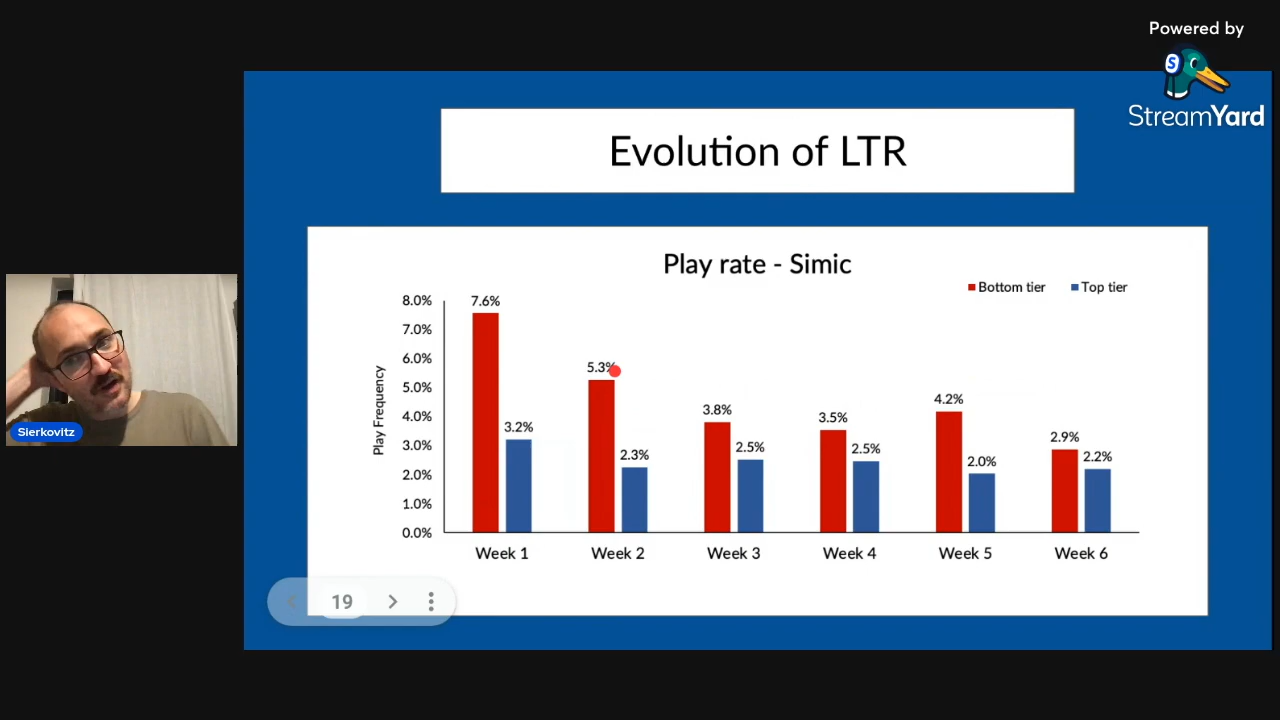 Powered by
StreamYard
Evolution of LTR
Play rate - Simic
Bottom tier Top tier
Play Frequency
8.0%
7.0%
6.0%
5.0%
4.0%
3.0%
2.0%
1.0%
0.0%
7.6% 3.2%
5.3% 2.3%
3.8% 2.5%
3.5% 2.5%
4.2% 2.0%
2.9% 2.2%
Week 1 Week 2 Week 3 Week 4 Week 5 Week 6
19
Sierkovitz